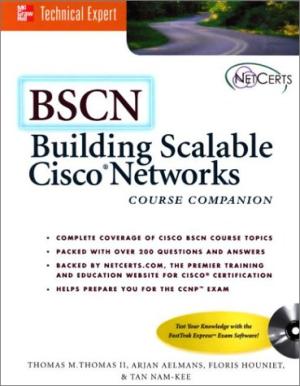 Mc
Graw
Hill
Technical Expert
NETCERTS
BSCN
Building Scalable
Cisco® Networks
COURSE COMPANION
• COMPLETE COVERAGE OF CISCO BSCN COURSE TOPICS
• PACKED WITH OVER 200 QUESTIONS AND ANSWERS
• BACKED BY NETCERTS.COM, THE PREMIER TRAINING
AND EDUCATION WEBSITE FOR CISCO® CERTIFICATION
• HELPS PREPARE YOU FOR THE CCNP™ EXAM
Test Your Knowledge with the
FastTrak Express™ Exam Software!
THOMAS M. THOMAS II, ARJAN AELMANS, FLORIS HOUNIET,
& TAN NAM-KEE